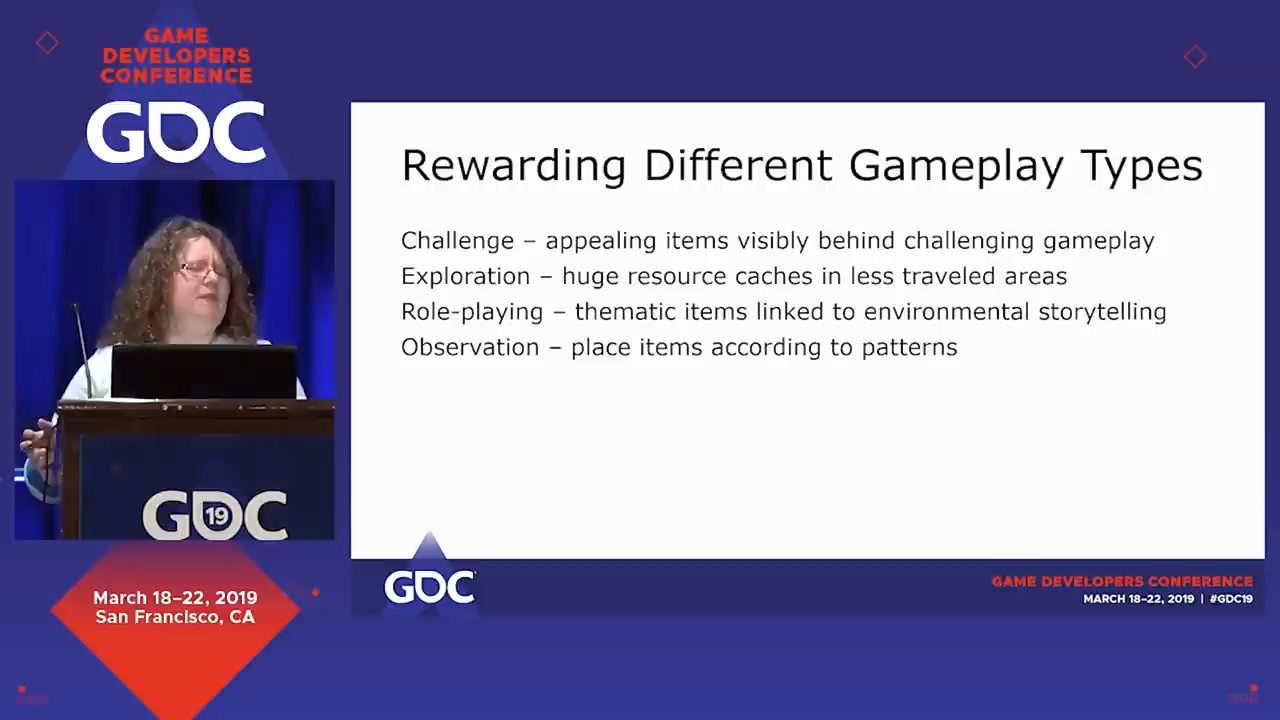 GAME
DEVELOPERS
CONFERENCE
GDC
Rewarding Different Gameplay Types
Challenge – appealing items visibly behind challenging gameplay
Exploration – huge resource caches in less traveled areas
Role-playing – thematic items linked to environmental storytelling
Observation – place items according to patterns
GDC
19
March 18–22, 2019
San Francisco, CA
GDC
GAME DEVELOPERS CONFERENCE
MARCH 18–22, 2019 | #GDC19